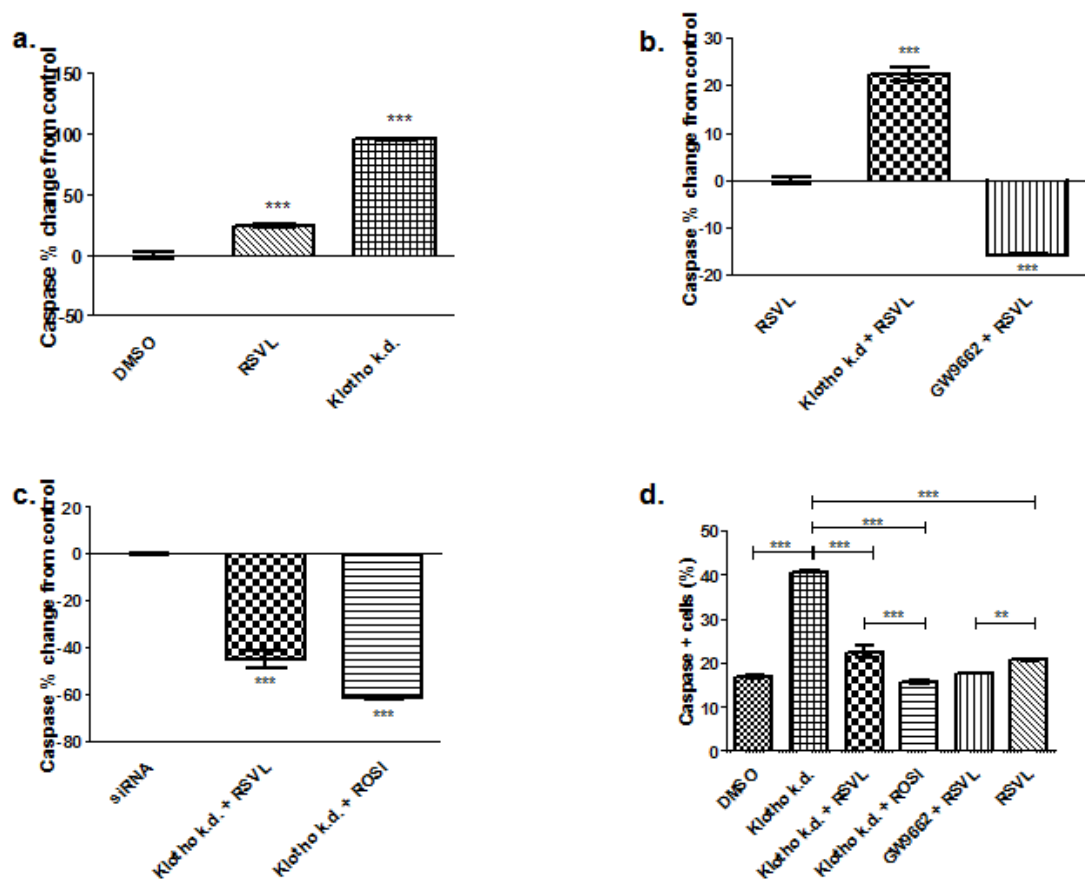 a.
Caspase % change from control
150
100
50
0
-50
***
***
DMSO
RSVL
Klotho k.d.
b.
Caspase % change from control
30
20
10
0
-10
-20
***
***
RSVL
Klotho k.d + RSVL
GW9662 + RSVL
c.
Caspase % change from control
20
0
-20
-40
-60
-80
***
***
siRNA
Klotho k.d. + RSVL
Klotho k.d. + ROSI
d.
Caspase + cells (%)
50
40
30
20
10
0
***
***
***
***
***
**
DMSO
Klotho k.d.
Klotho k.d. + RSVL
Klotho k.d. + ROSI
GW9662 + RSVL
RSVL